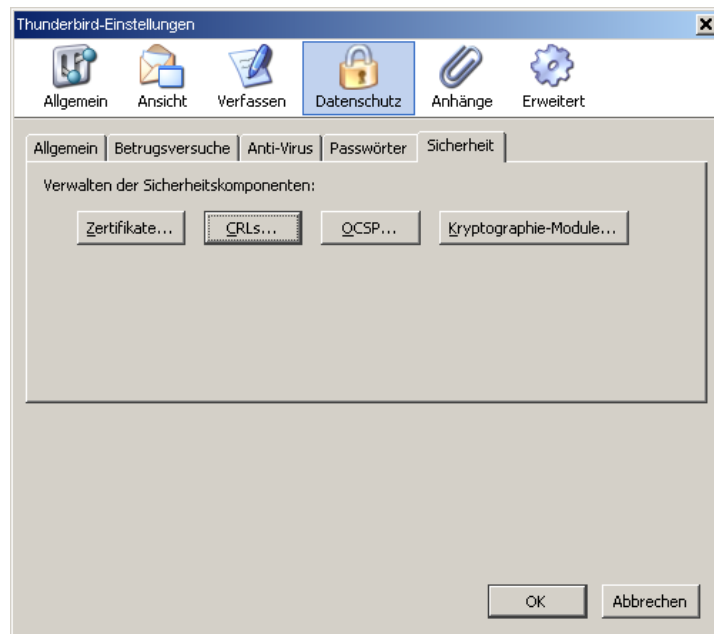 Thunderbird-Einstellungen
Allgemein Ansicht Verfassen Datenschutz Anhänge Erweitert
Allgemein Betrugsversuche Anti-Virus Passwörter Sicherheit
Verwalten der Sicherheitskomponenten:
Zertifikate... CRLs... OCSP... Kryptographie-Module...
OK Abbrechen